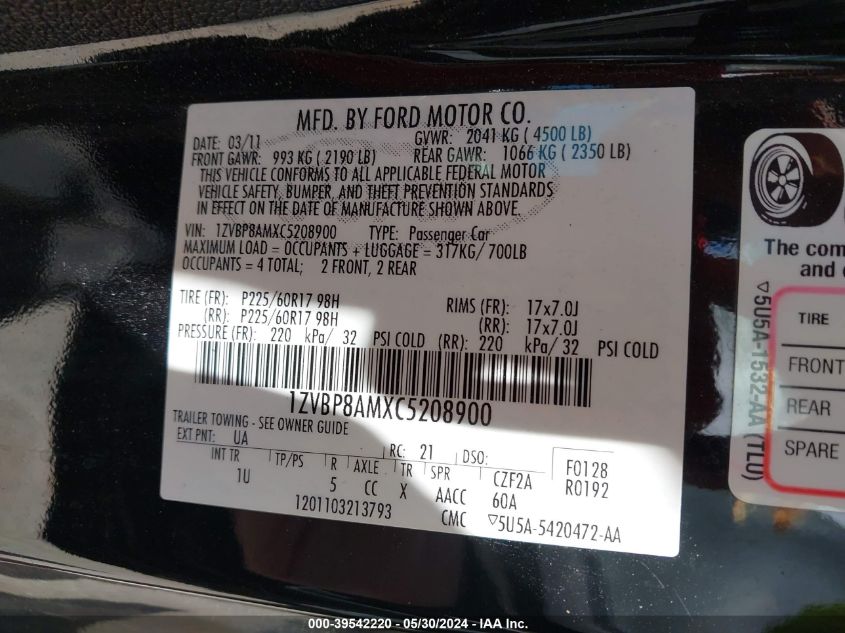 MFD. BY FORD MOTOR CO.
DATE: 03/11 GVWR: 2041 KG ( 4500 LB)
FRONT GAWR: 993 KG ( 2190 LB) REAR GAWR: 1066 KG ( 2350 LB)
THIS VEHICLE CONFORMS TO ALL APPLICABLE FEDERAL MOTOR
VEHICLE SAFETY, BUMPER, AND THEFT PREVENTION STANDARDS
IN EFFECT ON THE DATE OF MANUFACTURE SHOWN ABOVE.
VIN: 1ZVBP8AMXC5208900 TYPE: Passenger Car
MAXIMUM LOAD = OCCUPANTS + LUGGAGE = 317KG/700LB
OCCUPANTS = 4 TOTAL; 2 FRONT, 2 REAR
TIRE (FR): P225/60R17 98H RIMS (FR): 17x7.0J
(RR): P225/60R17 98H (RR): 17x7.0J
PRESSURE (FR): 220 kPa/ 32 PSI COLD (RR): 220 kPa/ 32 PSI COLD
1ZVBP8AMXC5208900
TRAILER TOWING - SEE OWNER GUIDE
EXT PNT: UA RC: 21 DSO: F0128
R0192
INT TR TP/PS R AXLE TR SPR CZF2A
1U 5 CC X AACC 60A
1201103213793 CMC ▽5U5A-5420472-AA
The com
and
▽5U5A-1532-AA (TL0)
TIRE
FRONT
REAR
SPARE
000-39542220 - 05/30/2024 - IAA Inc.